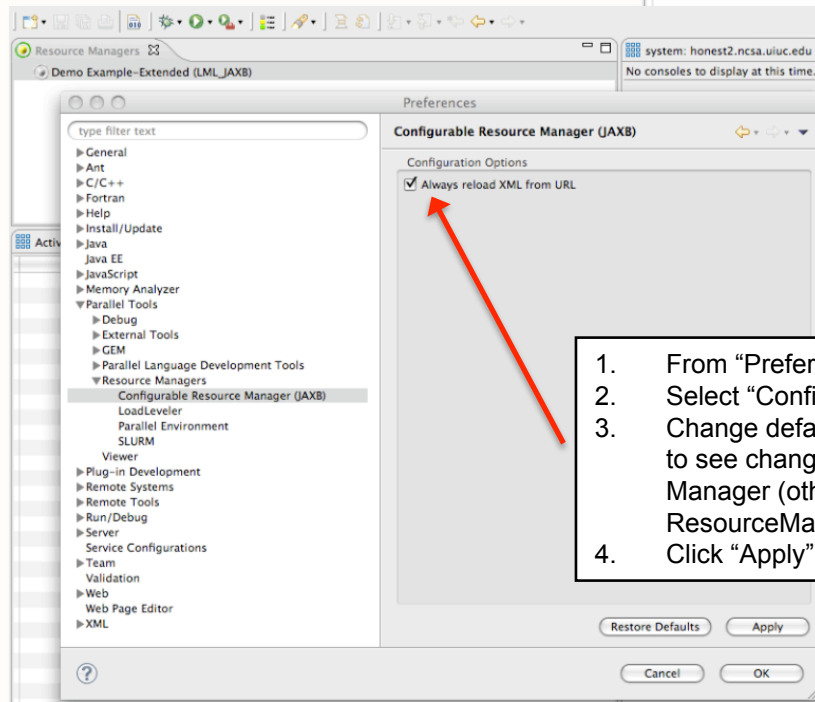 Resource Managers
system: honest2.ncsa.uiuc.edu
Demo Example-Extended (LML_JAXB)
No consoles to display at this time.
Preferences
type filter text
Configurable Resource Manager (JAXB)
General
Ant
C/C++
Fortran
Help
Install/Update
Java
Java EE
JavaScript
Memory Analyzer
Parallel Tools
Debug
External Tools
GEM
Parallel Language Development Tools
Resource Managers
Configurable Resource Manager (JAXB)
LoadLeveler
Parallel Environment
SLURM
Viewer
Plug-in Development
Remote Systems
Remote Tools
Run/Debug
Server
Service Configurations
Team
Validation
Web
Web Page Editor
XML
Configuration Options
Always reload XML from URL
Activ
010
1. From “Prefer
2. Select “Confi
3. Change defa
to see chang
Manager (oth
ResourceMa
4. Click “Apply”
Restore Defaults
Apply
?
Cancel
OK